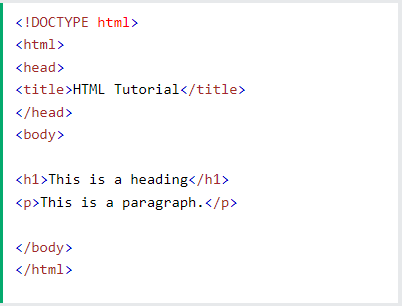 <!DOCTYPE html>
<html>
<head>
<title>HTML Tutorial</title>
</head>
<body>
<h1>This is a heading</h1>
<p>This is a paragraph.</p>
</body>
</html>